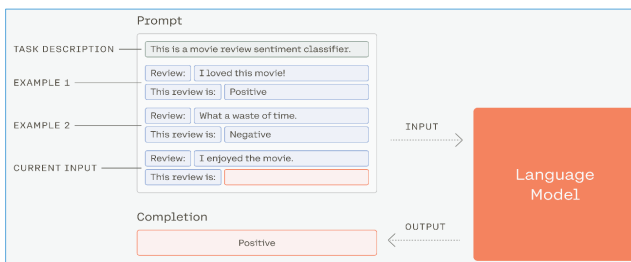 Prompt
TASK DESCRIPTION
This is a movie review sentiment classifier.
EXAMPLE 1
Review: I loved this movie!
This review is: Positive
EXAMPLE 2
Review: What a waste of time.
This review is: Negative
CURRENT INPUT
Review: I enjoyed the movie.
This review is:
INPUT
Language
Model
OUTPUT
Completion
Positive